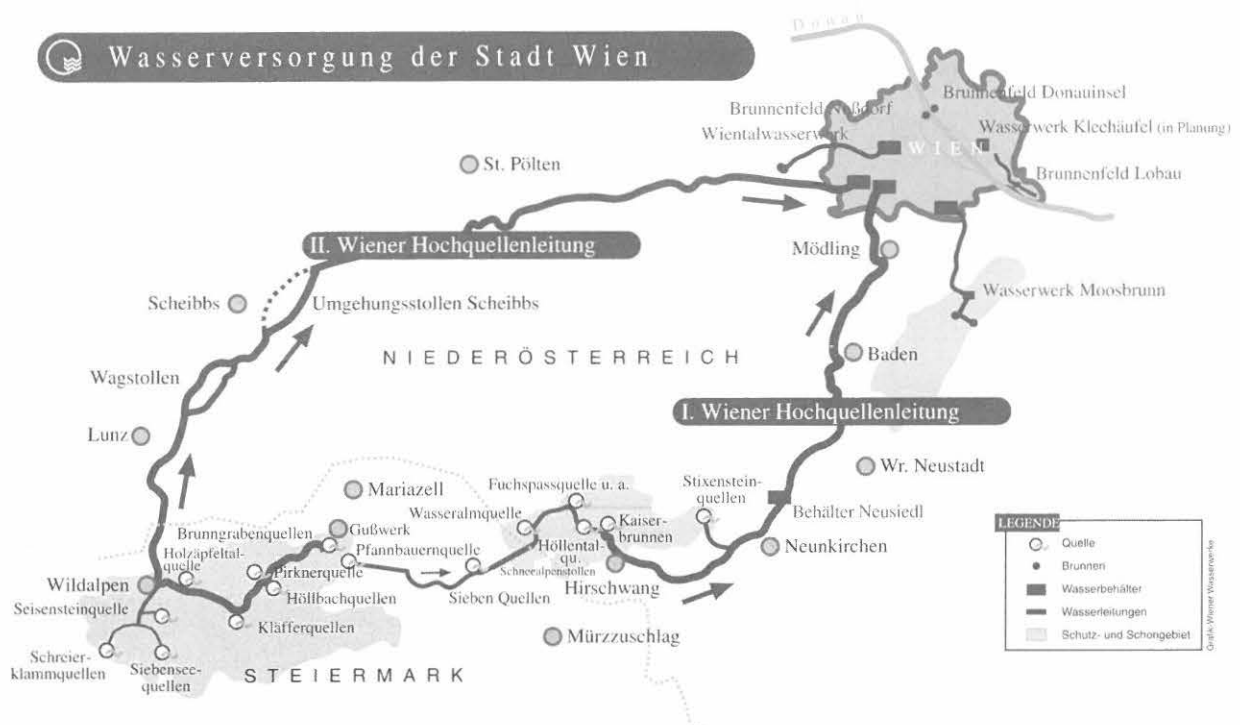 Wasserversorgung der Stadt Wien
Donau
Brunnenfeld Donauinsel
Brunnenfeld Nußdorf
Wientalwasserwerk
Wasserwerk Klechäufel (in Planung)
WIEN
Brunnenfeld Lobau
St. Pölten
II. Wiener Hochquellenleitung
Mödling
Scheibbs
Umgehungsstollen Scheibbs
Wasserwerk Moosbrunn
NIEDERÖSTERREICH
Baden
Wagstollen
I. Wiener Hochquellenleitung
Lunz
Wr. Neustadt
Mariazell
Fuchspassquelle u. a.
Stixenstein-
quellen
Wasseralmquelle
Behälter Neusiedl
Brunngrabenquellen
Gußwerk
Kaiser-
brunnen
Holzäpfeltal-
quelle
Pfannbauernquelle
Höllental-
qu.
Neunkirchen
Schneealpenstollen
Pirknerquelle
Wildalpen
Höllbachquellen
Sieben Quellen
Hirschwang
Seisensteinquelle
Kläfferquellen
Mürzzuschlag
Schreier-
klammquellen
Siebensee-
quellen
STEIERMARK
LEGENDE
Quelle
Brunnen
Wasserbehälter
Wasserleitungen
Schutz- und Schongebiet
Grafik-Wiener Wasserwerke